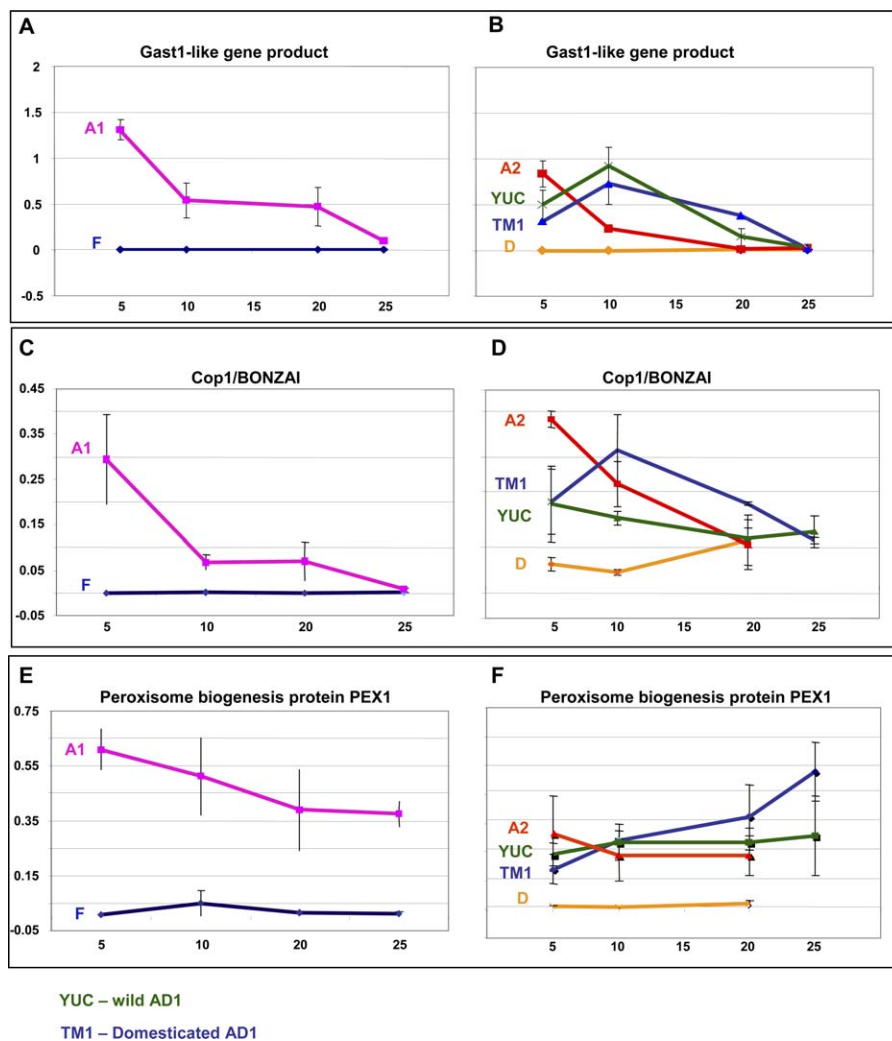 A
B
Gast1-like gene product
Gast1-like gene product
2
1.5
1
0.5
0
-0.5
A1
F
A2
YUC
TM1
D
5 10 15 20 25
5 10 15 20 25
C
D
Cop1/BONZAI
Cop1/BONZAI
0.45
0.35
0.25
0.15
0.05
-0.05
A1
F
A2
TM1
YUC
D
5 10 20 25
5 10 15 20 25
E
F
Peroxisome biogenesis protein PEX1
Peroxisome biogenesis protein PEX1
0.75
0.55
0.35
0.15
-0.05
A1
F
A2
YUC
TM1
D
5 10 20 25
5 10 15 20 25
YUC – wild AD1
TM1 – Domesticated AD1